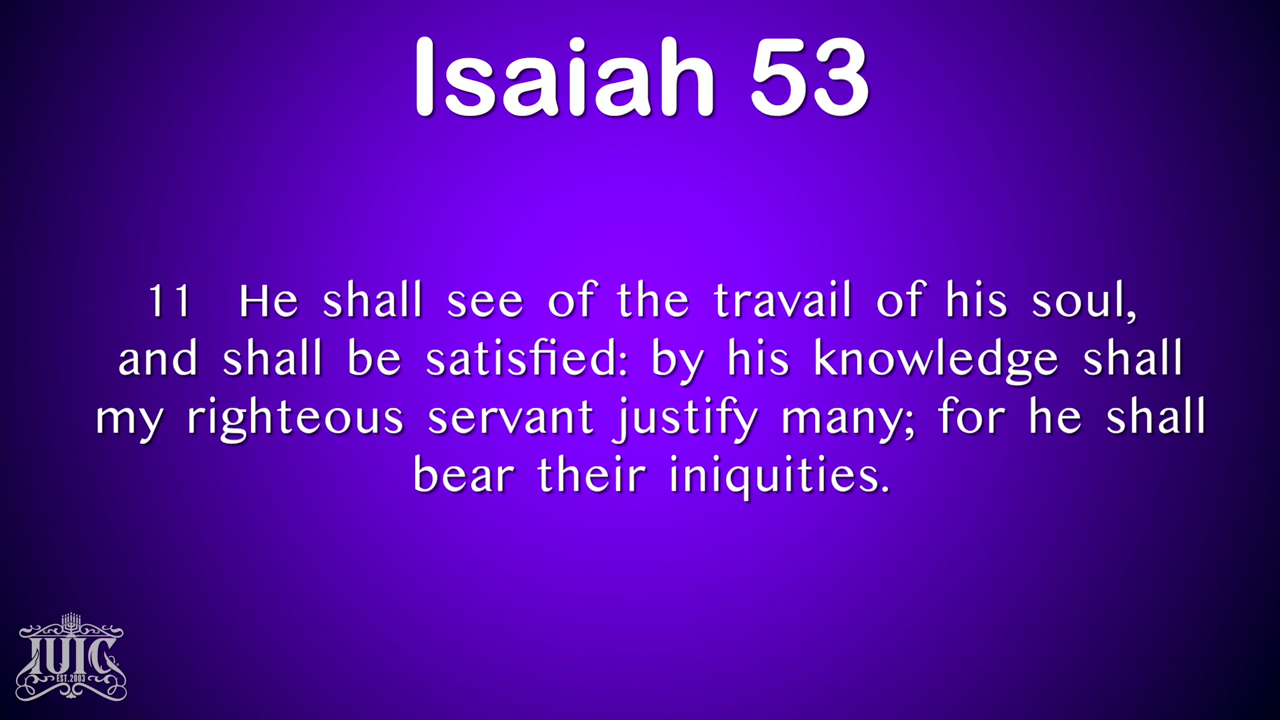 Isaiah 53
11 He shall see of the travail of his soul,
and shall be satisfied: by his knowledge shall
my righteous servant justify many; for he shall
bear their iniquities.
IUIC
EST. 2003